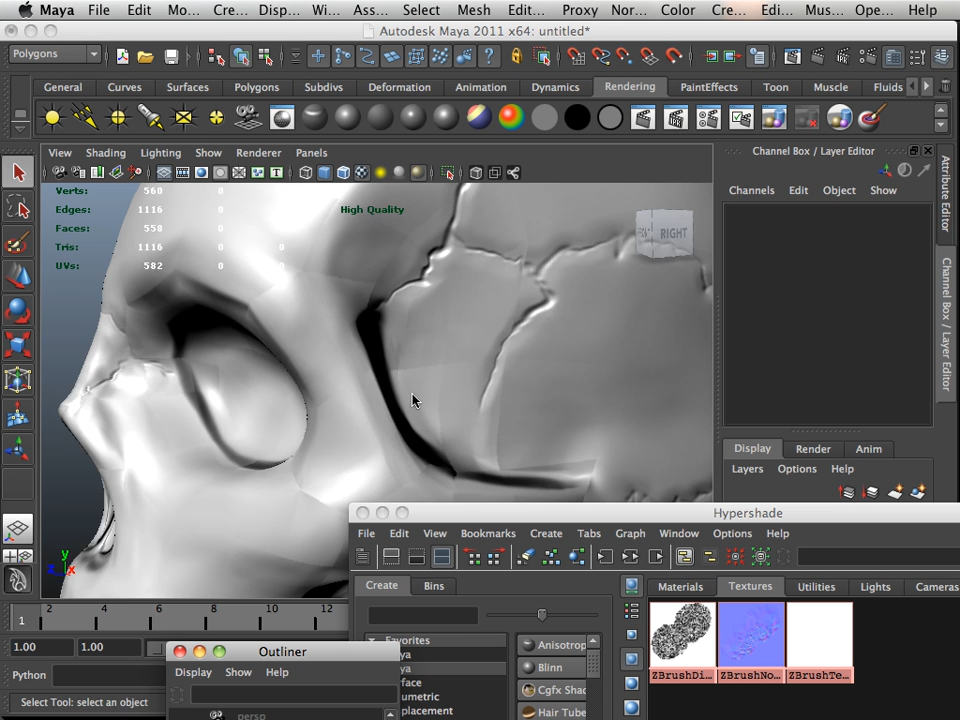 Maya File Edit Mo... Cre... Disp... Wi... Ass... Select Mesh Edit... Proxy Nor... Color Cre... Edi... Mus... Ope... Help
Autodesk Maya 2011 x64: untitled*
Polygons
General Curves Surfaces Polygons Subdivs Deformation Animation Dynamics Rendering PaintEffects Toon Muscle Fluids
View Shading Lighting Show Renderer Panels
Channel Box / Layer Editor
Channels Edit Object Show
Attribute Editor
Channel Box / Layer Editor
Verts: 560 0
Edges: 1116 0
Faces: 558 0
Tris: 1116 0 0
UVs: 582 0
High Quality
RIGHT
y
x
Display Render Anim
Layers Options Help
Hypershade
File Edit View Bookmarks Create Tabs Graph Window Options Help
Create Bins
Materials Textures Utilities Lights Cameras
Favorites
Anisotrop
Blinn
Cgfx Shad
Hair Tube
ZBrushDi... ZBrushNo... ZBrushTe...
2 4 6 8 10 12
1
1.00 1.00
Python
Select Tool: select an object
Outliner
Display Show Help
persp